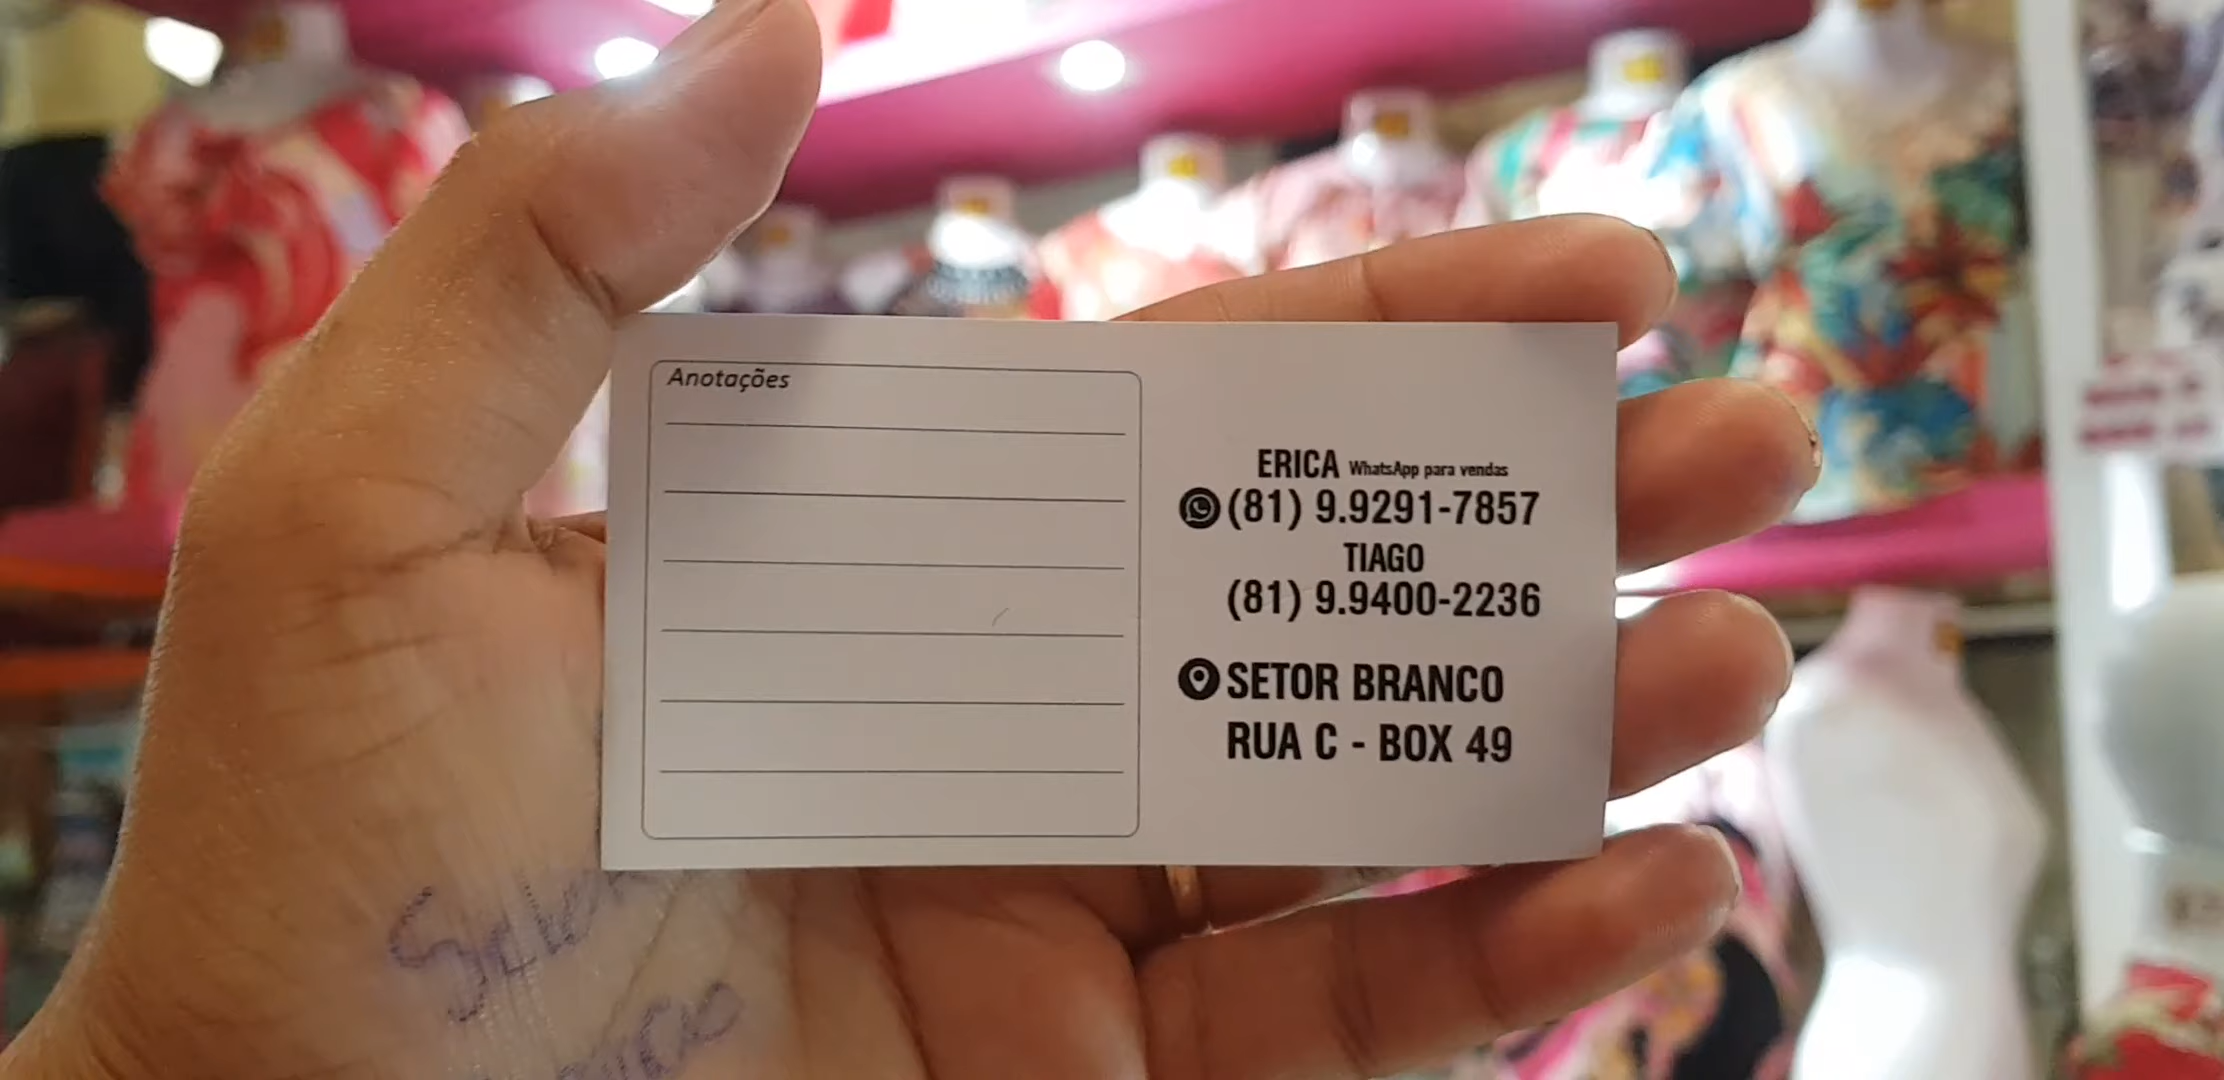 Anotações
ERICA WhatsApp para vendas
(81) 9.9291-7857
TIAGO
(81) 9.9400-2236
SETOR BRANCO
RUA C - BOX 49